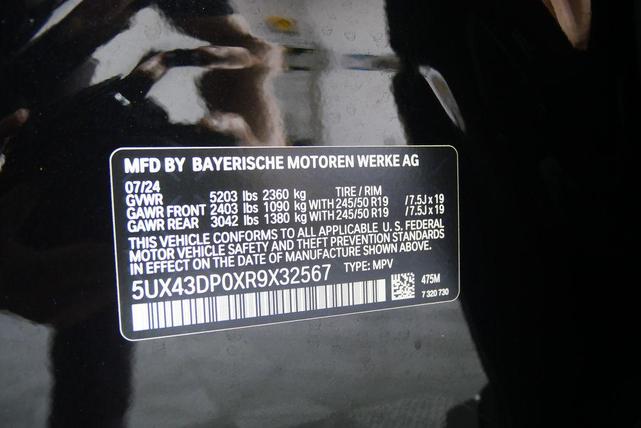 MFD BY BAYERISCHE MOTOREN WERKE AG
07/24
GVWR 5203 lbs 2360 kg TIRE / RIM
GAWR FRONT 2403 lbs 1090 kg WITH 245/50 R19 /7.5J x 19
GAWR REAR 3042 lbs 1380 kg WITH 245/50 R19 /7.5J x 19
THIS VEHICLE CONFORMS TO ALL APPLICABLE U. S. FEDERAL
MOTOR VEHICLE SAFETY AND THEFT PREVENTION STANDARDS
IN EFFECT ON THE DATE OF MANUFACTURE SHOWN ABOVE.
5UX43DP0XR9X32567 TYPE: MPV
475M
7 320 730